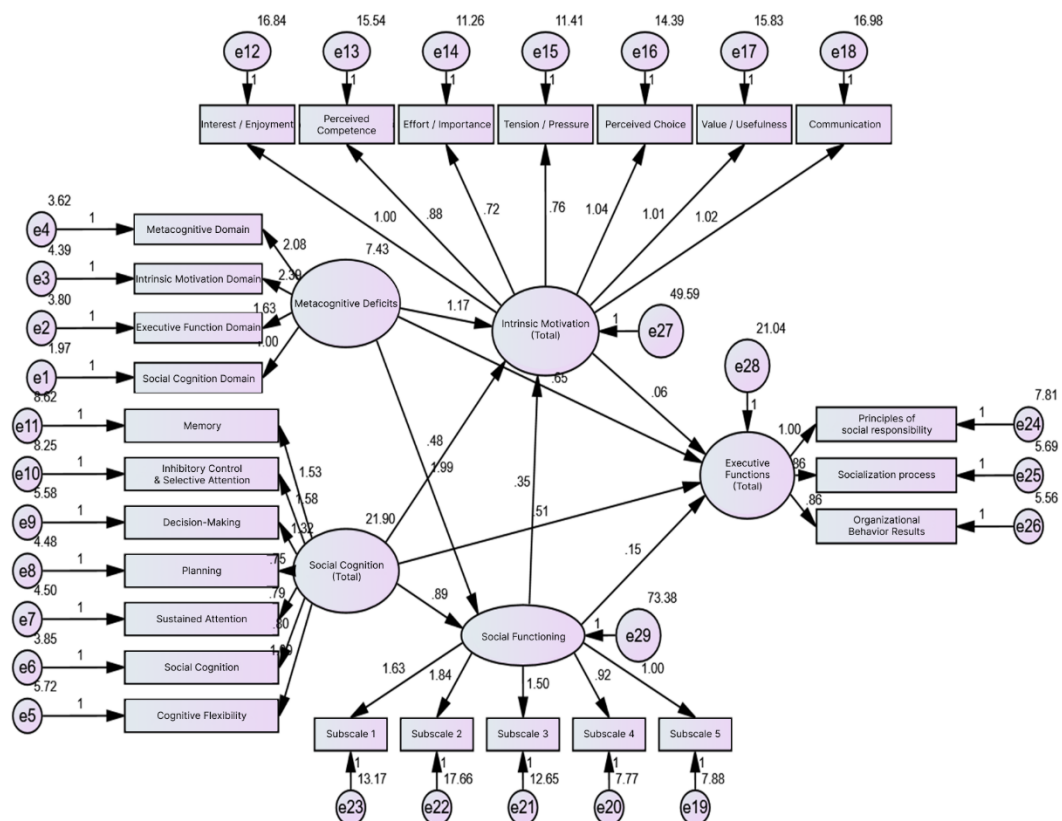 16.84 15.54 11.26 11.41 14.39 15.83 16.98
e12 e13 e14 e15 e16 e17 e18
1 1 1 1 1 1 1
Interest / Enjoyment
Perceived
Competence
Effort / Importance
Tension / Pressure
Perceived Choice
Value / Usefulness
Communication
1.00 .88 .72 .76 1.04 1.01 1.02
3.62
e4 1 Metacognitive Domain
4.39
e3 1 Intrinsic Motivation Domain
3.80
e2 1 Executive Function Domain
1.97
e1 1 Social Cognition Domain
2.08
2.39
1.63
1.00
7.43
Metacognitive Deficits
1.17
Intrinsic Motivation
(Total)
1 e27
49.59
.65
.06
.48
1.99
.35
.51
.15
.89
21.04
e28
1
Executive
Functions
(Total)
1.00
.86
.86
Principles of
social responsibility
1 e24
7.81
Socialization process
1 e25
5.69
Organizational
Behavior Results
1 e26
5.56
8.62
e11 1 Memory
8.25
e10 1 Inhibitory Control
& Selective Attention
5.58
e9 1 Decision-Making
4.48
e8 1 Planning
4.50
e7 1 Sustained Attention
3.85
e6 1 Social Cognition
5.72
e5 1 Cognitive Flexibility
1.53
1.58
1.32
.75
.79
21.90
Social Cognition
(Total)
Social Functioning
1 e29
73.38
1.63 1.84 1.50 .92 1.00
Subscale 1 Subscale 2 Subscale 3 Subscale 4 Subscale 5
1 1 1 1 1
13.17 17.66 12.65 7.77 7.88
e23 e22 e21 e20 e19